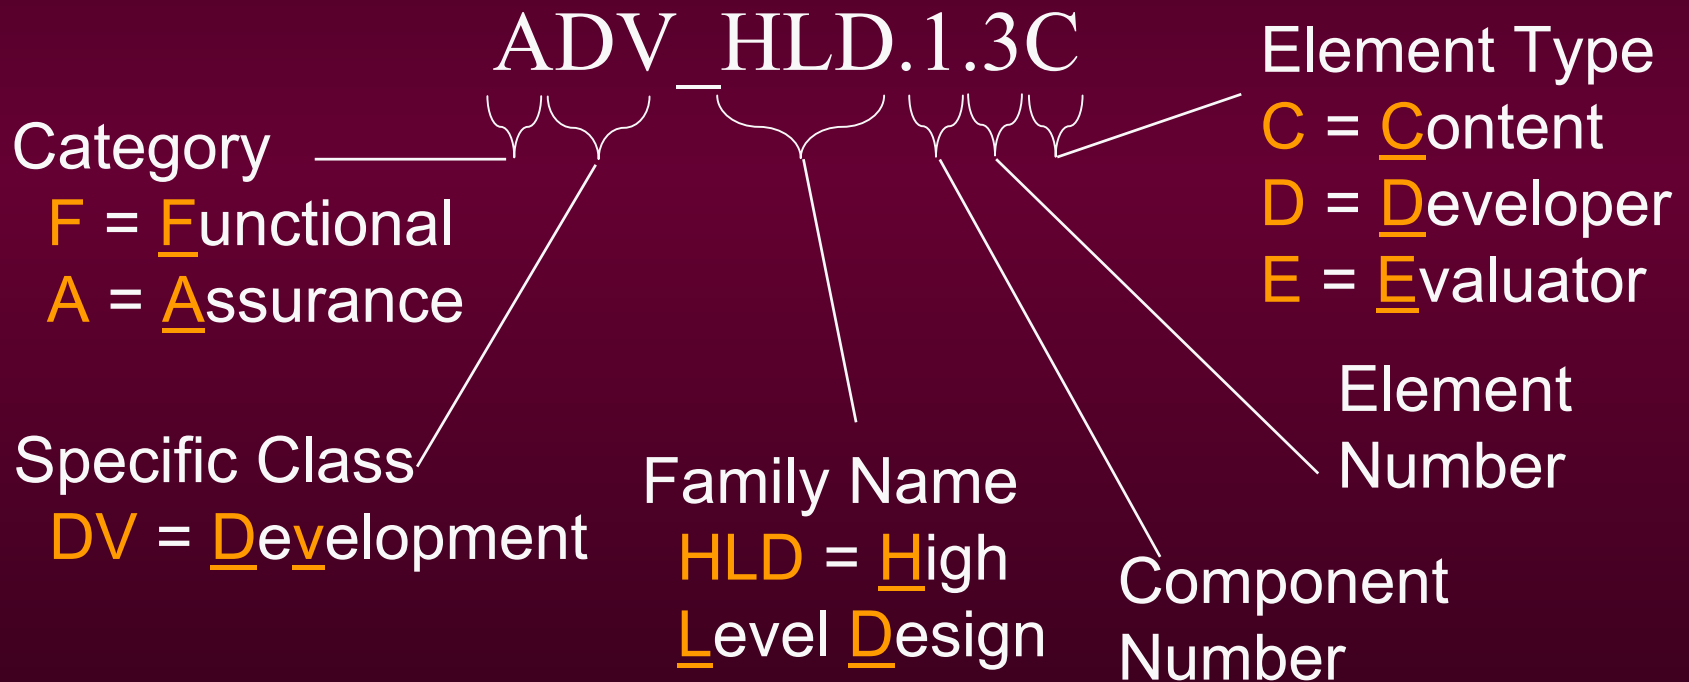 ADV_HLD.1.3C
Category
F = Functional
A = Assurance
Specific Class
DV = Development
Family Name
HLD = High
Level Design
Component
Number
Element
Number
Element Type
C = Content
D = Developer
E = Evaluator